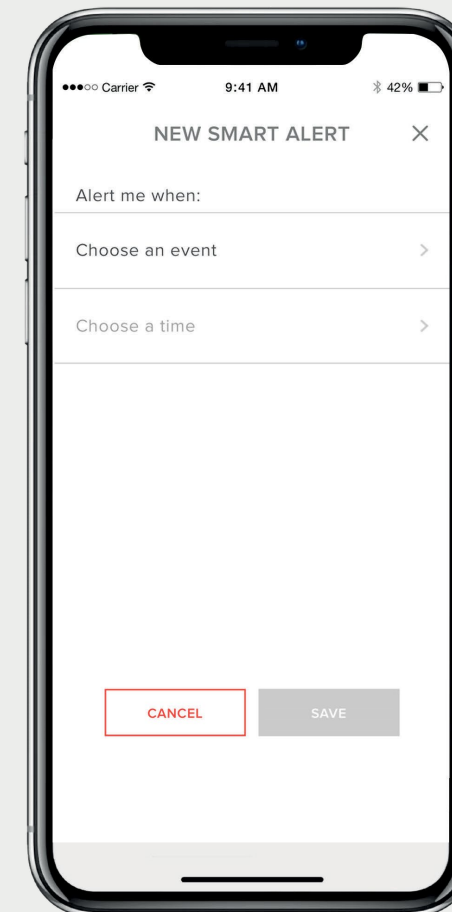 Carrier 9:41 AM 42%
NEW SMART ALERT
Alert me when:
Choose an event
Choose a time
CANCEL SAVE